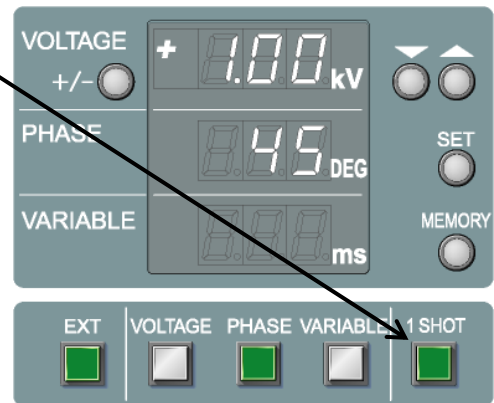 VOLTAGE
+/-
+ 1.00 kV
PHASE
45 DEG
SET
VARIABLE
ms
MEMORY
EXT VOLTAGE PHASE VARIABLE 1 SHOT